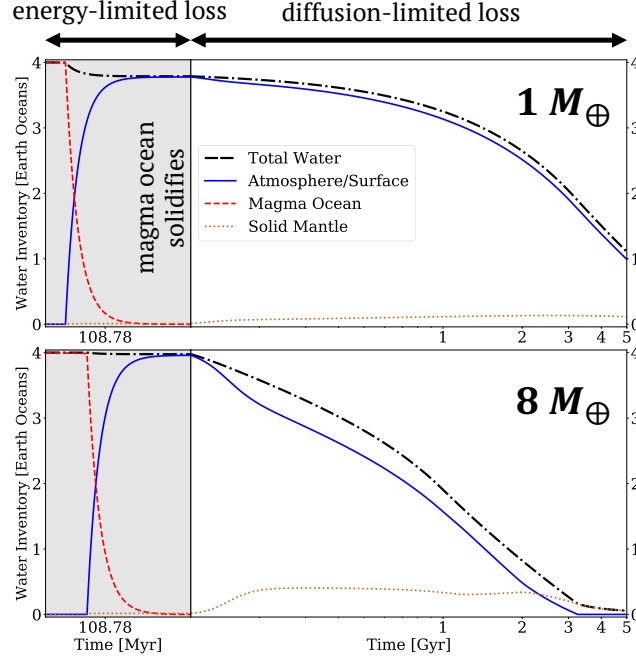 energy-limited loss
diffusion-limited loss
Water Inventory [Earth Oceans]
4
3
2
1
0
magma ocean
solidifies
1 M⊕
Total Water
Atmosphere/Surface
Magma Ocean
Solid Mantle
4
3
2
1
0
108.78
1
2
3
4
5
Water Inventory [Earth Oceans]
4
3
2
1
0
8 M⊕
4
3
2
1
0
108.78
1
2
3
4
5
Time [Myr]
Time [Gyr]